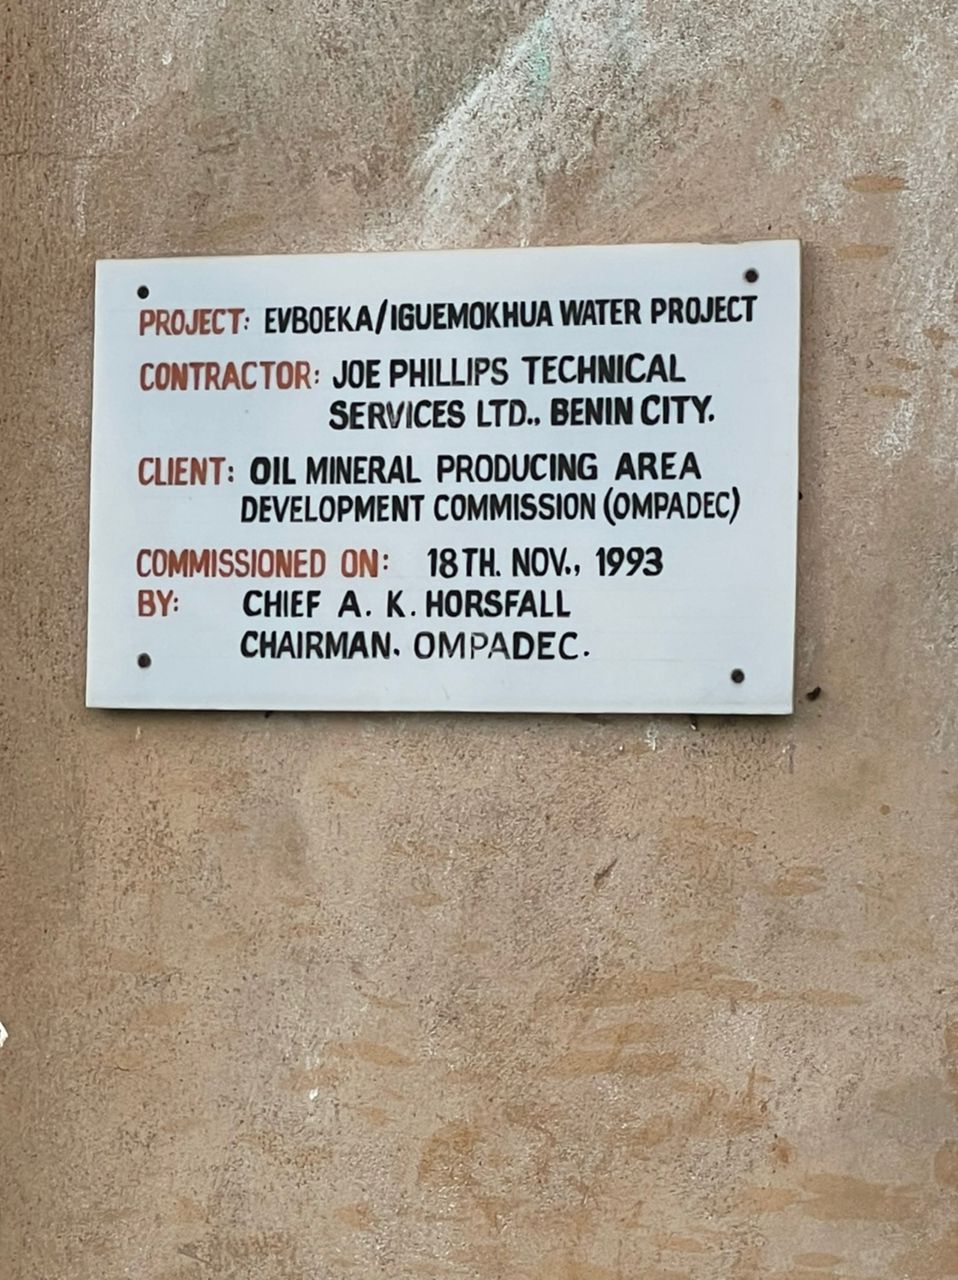 PROJECT: EVBOEKA/IGUEMOKHUA WATER PROJECT
CONTRACTOR: JOE PHILLIPS TECHNICAL
SERVICES LTD., BENIN CITY.
CLIENT: OIL MINERAL PRODUCING AREA
DEVELOPMENT COMMISSION (OMPADEC)
COMMISSIONED ON: 18TH. NOV., 1993
BY: CHIEF A. K. HORSFALL
CHAIRMAN. OMPADEC.